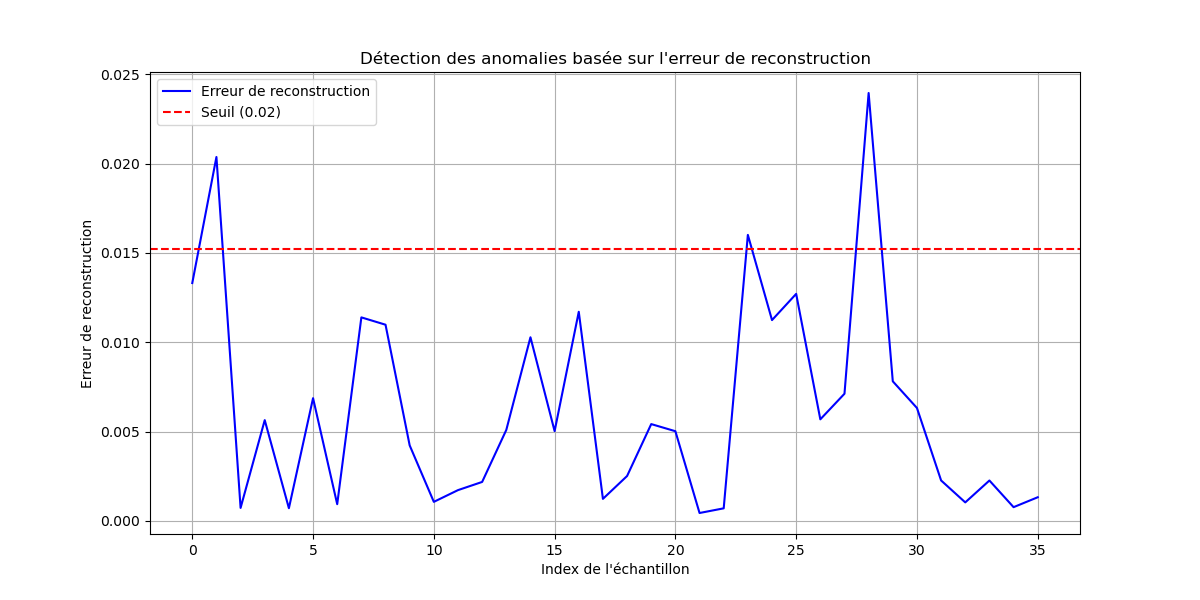 Détection des anomalies basée sur l'erreur de reconstruction
Erreur de reconstruction
Seuil (0.02)
0.025
0.020
0.015
0.010
0.005
0.000
Erreur de reconstruction
0 5 10 15 20 25 30 35
Index de l'échantillon